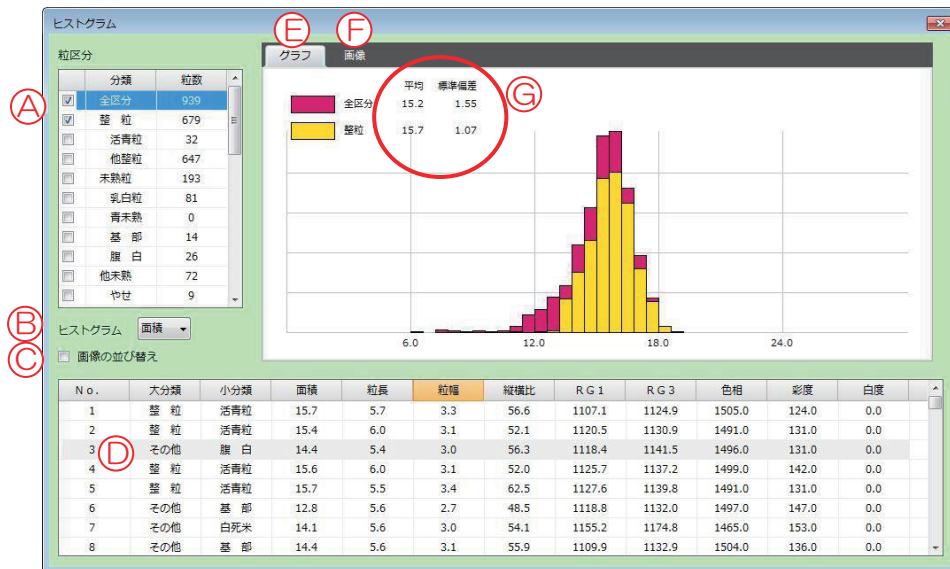 ヒストグラム
粒区分
分類 粒数
全区分 939
整 粒 679
活青粒 32
他整粒 647
未熟粒 193
乳白粒 81
青未熟 0
基 部 14
腹 白 26
他未熟 72
やせ 9
ヒストグラム 面積
画像の並び替え
A
B
C
D
E
F
G
グラフ 画像
平均 標準偏差
全区分 15.2 1.55
整粒 15.7 1.07
6.0 12.0 18.0 24.0
No. 大分類 小分類 面積 粒長 粒幅 縦横比 RG1 RG3 色相 彩度 白度
1 整 粒 活青粒 15.7 5.7 3.3 56.6 1107.1 1124.9 1505.0 124.0 0.0
2 整 粒 活青粒 15.4 6.0 3.1 52.1 1120.5 1130.9 1491.0 131.0 0.0
3 その他 腹 白 14.4 5.4 3.0 56.3 1118.4 1141.5 1496.0 131.0 0.0
4 整 粒 活青粒 15.6 6.0 3.1 52.0 1125.7 1137.2 1499.0 142.0 0.0
5 整 粒 活青粒 15.7 5.5 3.4 62.5 1127.6 1139.8 1491.0 131.0 0.0
6 その他 基 部 12.8 5.6 2.7 48.5 1118.8 1132.0 1497.0 147.0 0.0
7 その他 白死米 14.1 5.6 3.0 54.1 1155.2 1174.8 1465.0 153.0 0.0
8 その他 基 部 14.4 5.6 3.1 55.9 1109.9 1132.9 1504.0 136.0 0.0